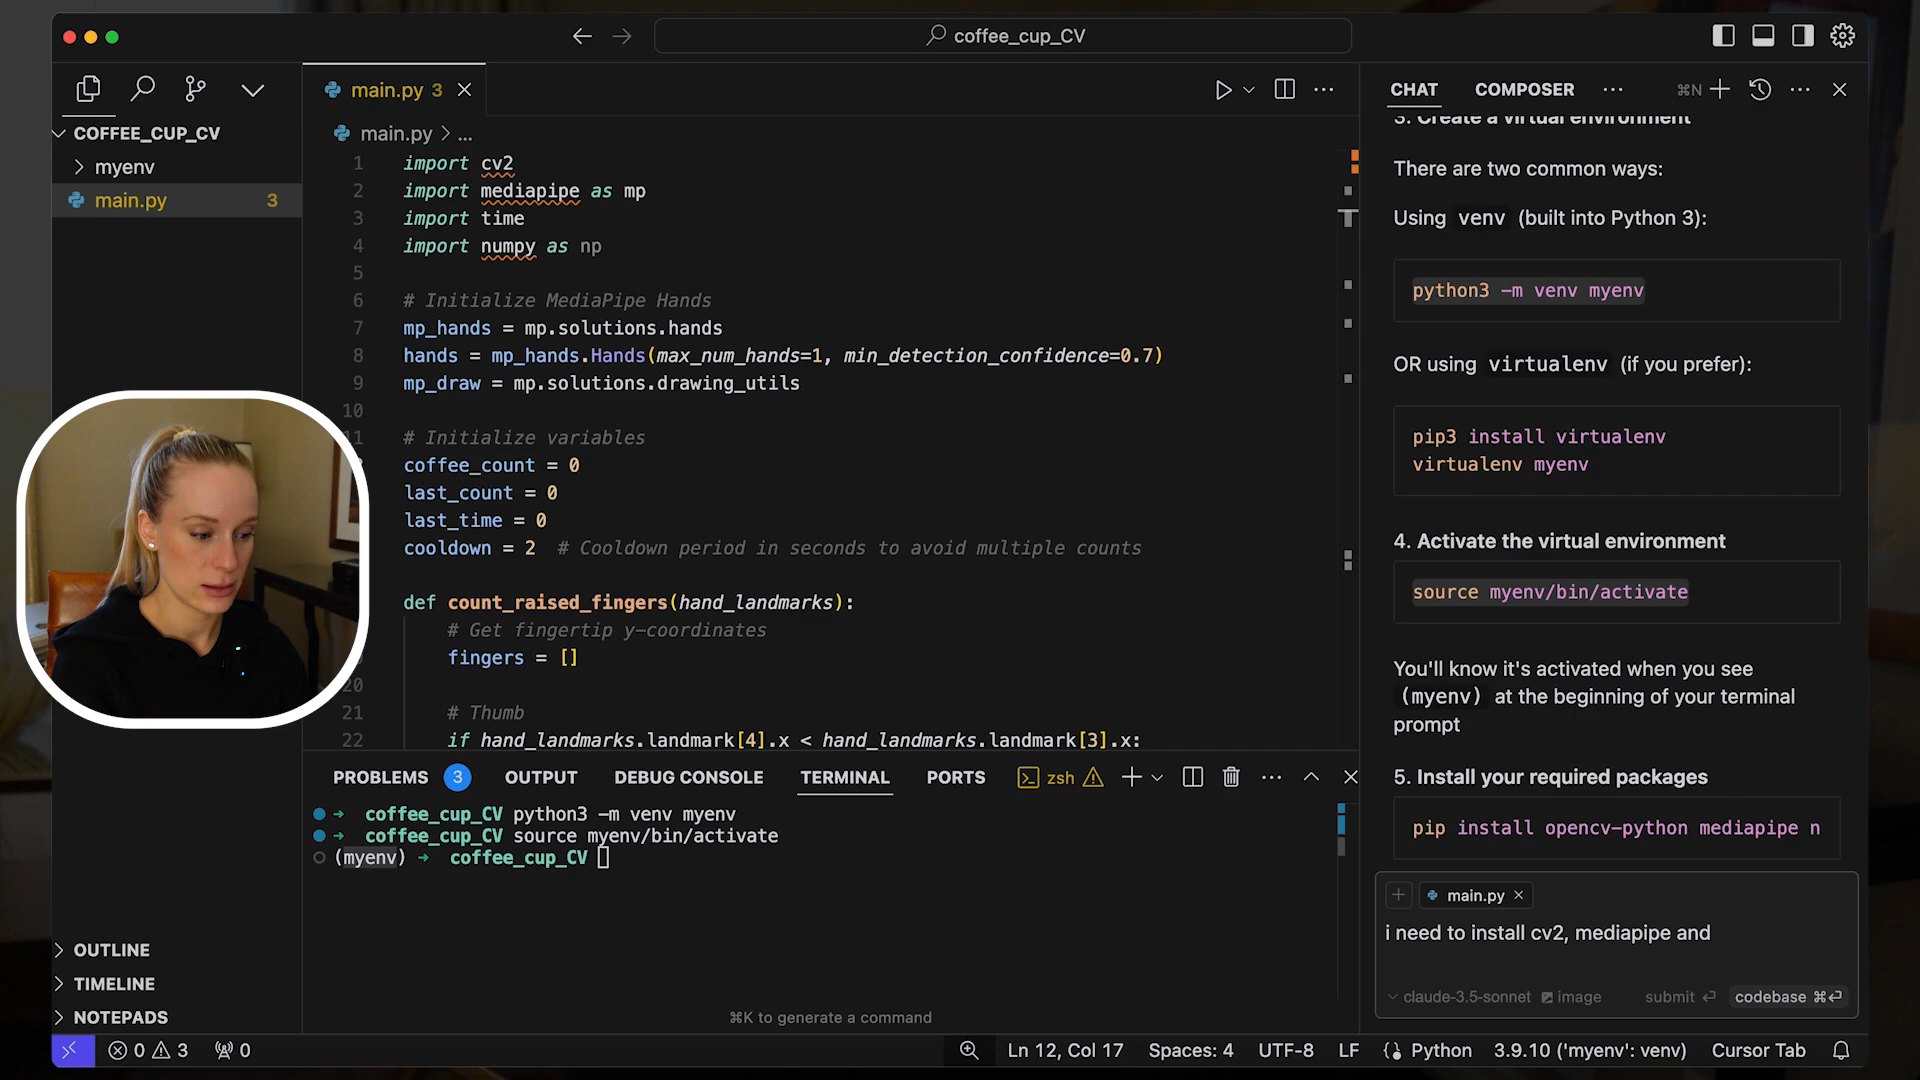 coffee_cup_CV
main.py 3
CHAT
COMPOSER
⌘N
COFFEE_CUP_CV
myenv
main.py 3
main.py > ...
1 import cv2
2 import mediapipe as mp
3 import time
4 import numpy as np
5
6 # Initialize MediaPipe Hands
7 mp_hands = mp.solutions.hands
8 hands = mp_hands.Hands(max_num_hands=1, min_detection_confidence=0.7)
9 mp_draw = mp.solutions.drawing_utils
10
11 # Initialize variables
coffee_count = 0
last_count = 0
last_time = 0
cooldown = 2 # Cooldown period in seconds to avoid multiple counts
def count_raised_fingers(hand_landmarks):
# Get fingertip y-coordinates
fingers = []
20
21 # Thumb
22 if hand_landmarks.landmark[4].x < hand_landmarks.landmark[3].x:
PROBLEMS 3
OUTPUT
DEBUG CONSOLE
TERMINAL
PORTS
zsh
coffee_cup_CV python3 -m venv myenv
coffee_cup_CV source myenv/bin/activate
(myenv) → coffee_cup_CV
⌘K to generate a command
OUTLINE
TIMELINE
NOTEPADS
3. Create a virtual environment
There are two common ways:
Using venv (built into Python 3):
python3 -m venv myenv
OR using virtualenv (if you prefer):
pip3 install virtualenv
virtualenv myenv
4. Activate the virtual environment
source myenv/bin/activate
You'll know it's activated when you see
(myenv) at the beginning of your terminal
prompt
5. Install your required packages
pip install opencv-python mediapipe n
main.py
i need to install cv2, mediapipe and
claude-3.5-sonnet image submit codebase ⌘
0 3 0
Ln 12, Col 17 Spaces: 4 UTF-8 LF Python 3.9.10 ('myenv': venv) Cursor Tab